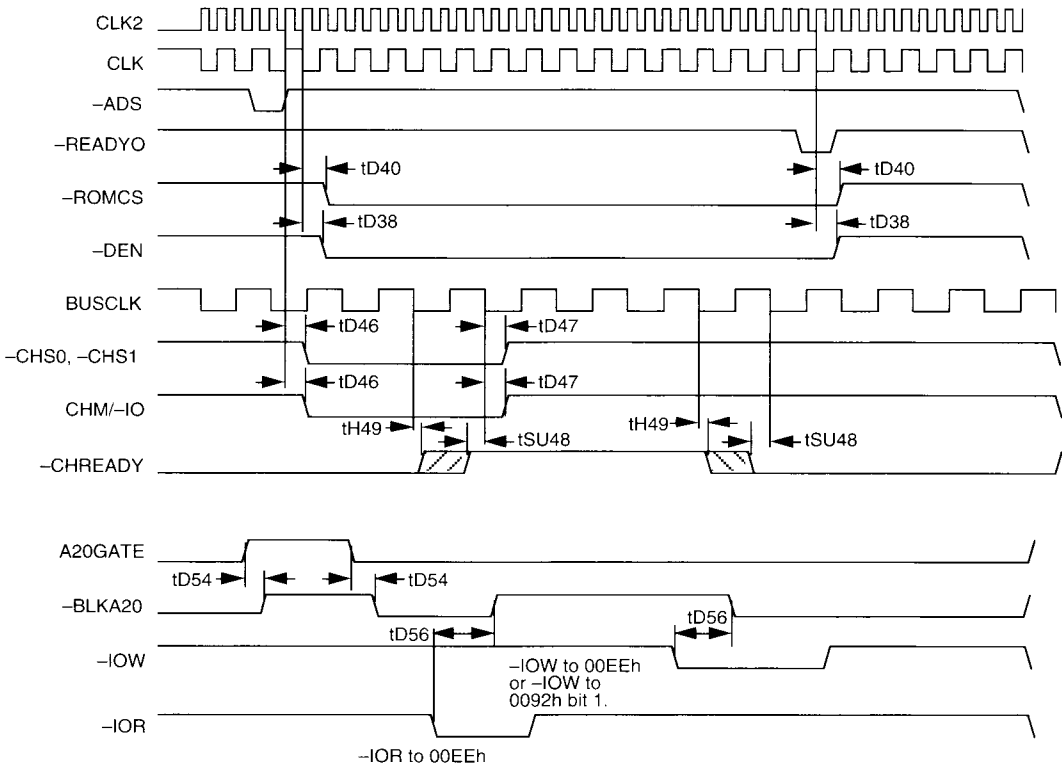 CLK2
CLK
–ADS
–READYO
tD40 tD40
–ROMCS
tD38 tD38
–DEN
BUSCLK
tD46 tD47
–CHS0, –CHS1
tD46 tD47
CHM/–IO
tH49 tSU48 tH49 tSU48
–CHREADY
A20GATE
tD54 tD54
–BLKA20
tD56 tD56
–IOW
–IOW to 00EEh
or –IOW to
0092h bit 1.
–IOR
–IOR to 00EEh